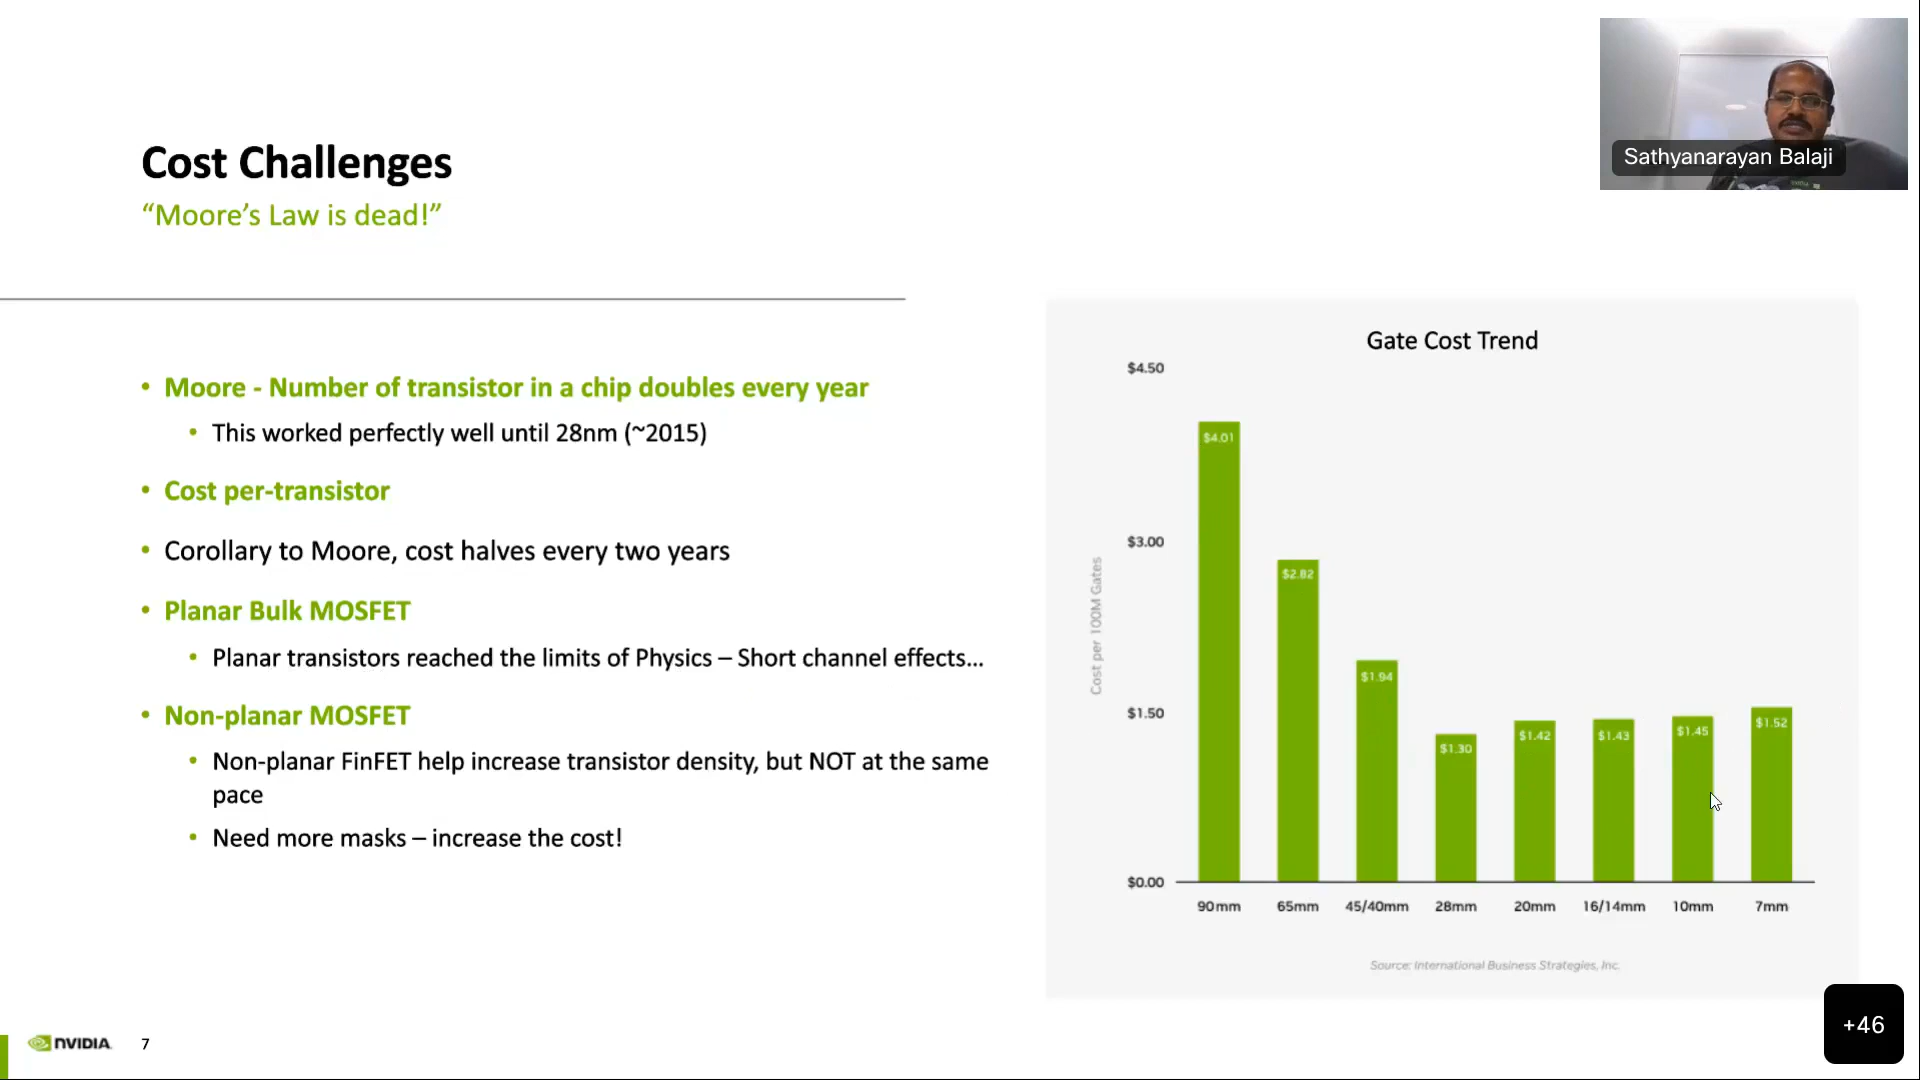 Sathyanarayan Balaji
Cost Challenges
“Moore’s Law is dead!”
• Moore - Number of transistor in a chip doubles every year
• This worked perfectly well until 28nm (~2015)
• Cost per-transistor
• Corollary to Moore, cost halves every two years
• Planar Bulk MOSFET
• Planar transistors reached the limits of Physics – Short channel effects...
• Non-planar MOSFET
• Non-planar FinFET help increase transistor density, but NOT at the same
pace
• Need more masks – increase the cost!
Gate Cost Trend
Cost per 100M Gates
$4.50
$3.00
$1.50
$0.00
$4.01
$2.82
$1.94
$1.30
$1.42
$1.43
$1.45
$1.52
90mm 65mm 45/40mm 28mm 20mm 16/14mm 10mm 7mm
Source: International Business Strategies, Inc.
NVIDIA. 7
+46